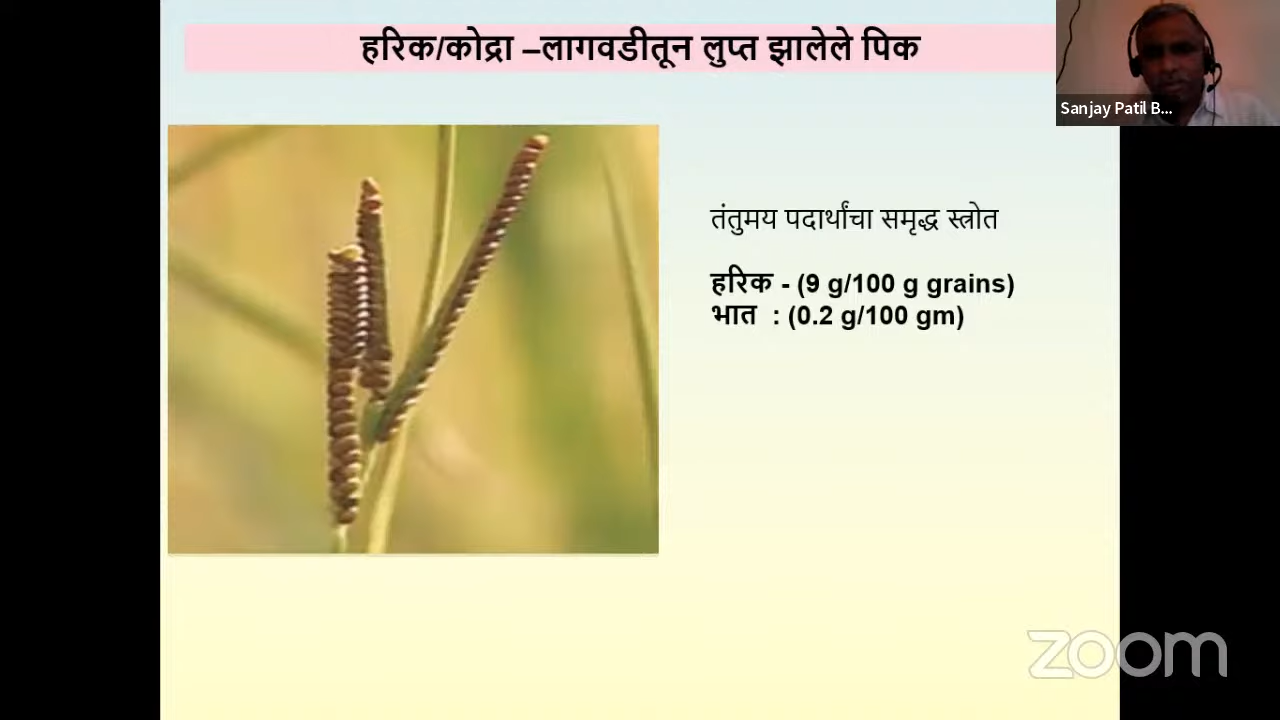 हरिक/कोद्रा –लागवडीतून लुप्त झालेले पिक
Sanjay Patil B...
तंतुमय पदार्थांचा समृद्ध स्त्रोत
हरिक - (9 g/100 g grains)
भात : (0.2 g/100 gm)
zoom